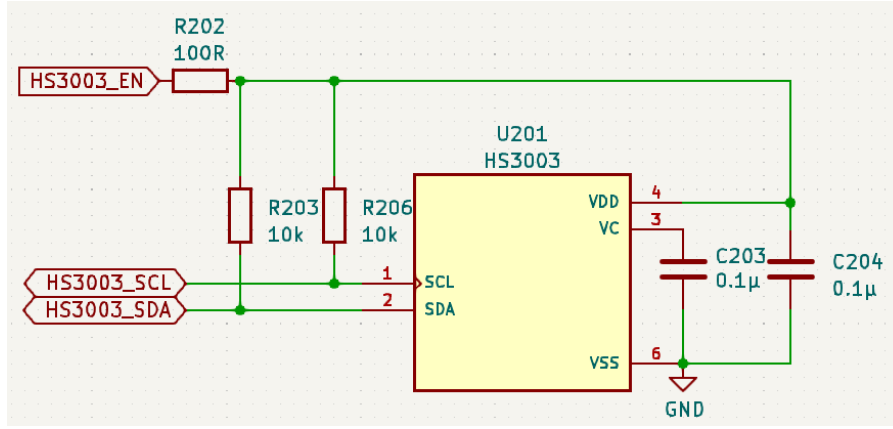 R202
100R
HS3003_EN
U201
HS3003
VDD 4
VC 3
R203
10k
R206
10k
C203
0.1µ
C204
0.1µ
HS3003_SCL
1 SCL
HS3003_SDA
2 SDA
VSS 6
GND